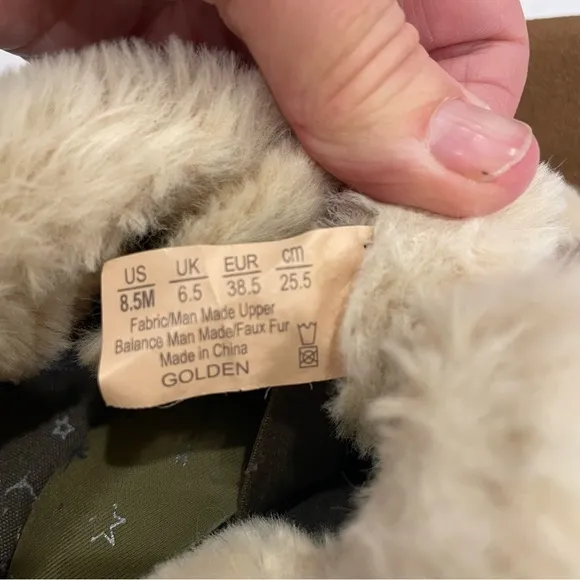 US UK EUR cm
8.5M 6.5 38.5 25.5
Fabric/Man Made Upper
Balance Man Made/Faux Fur
Made in China
GOLDEN